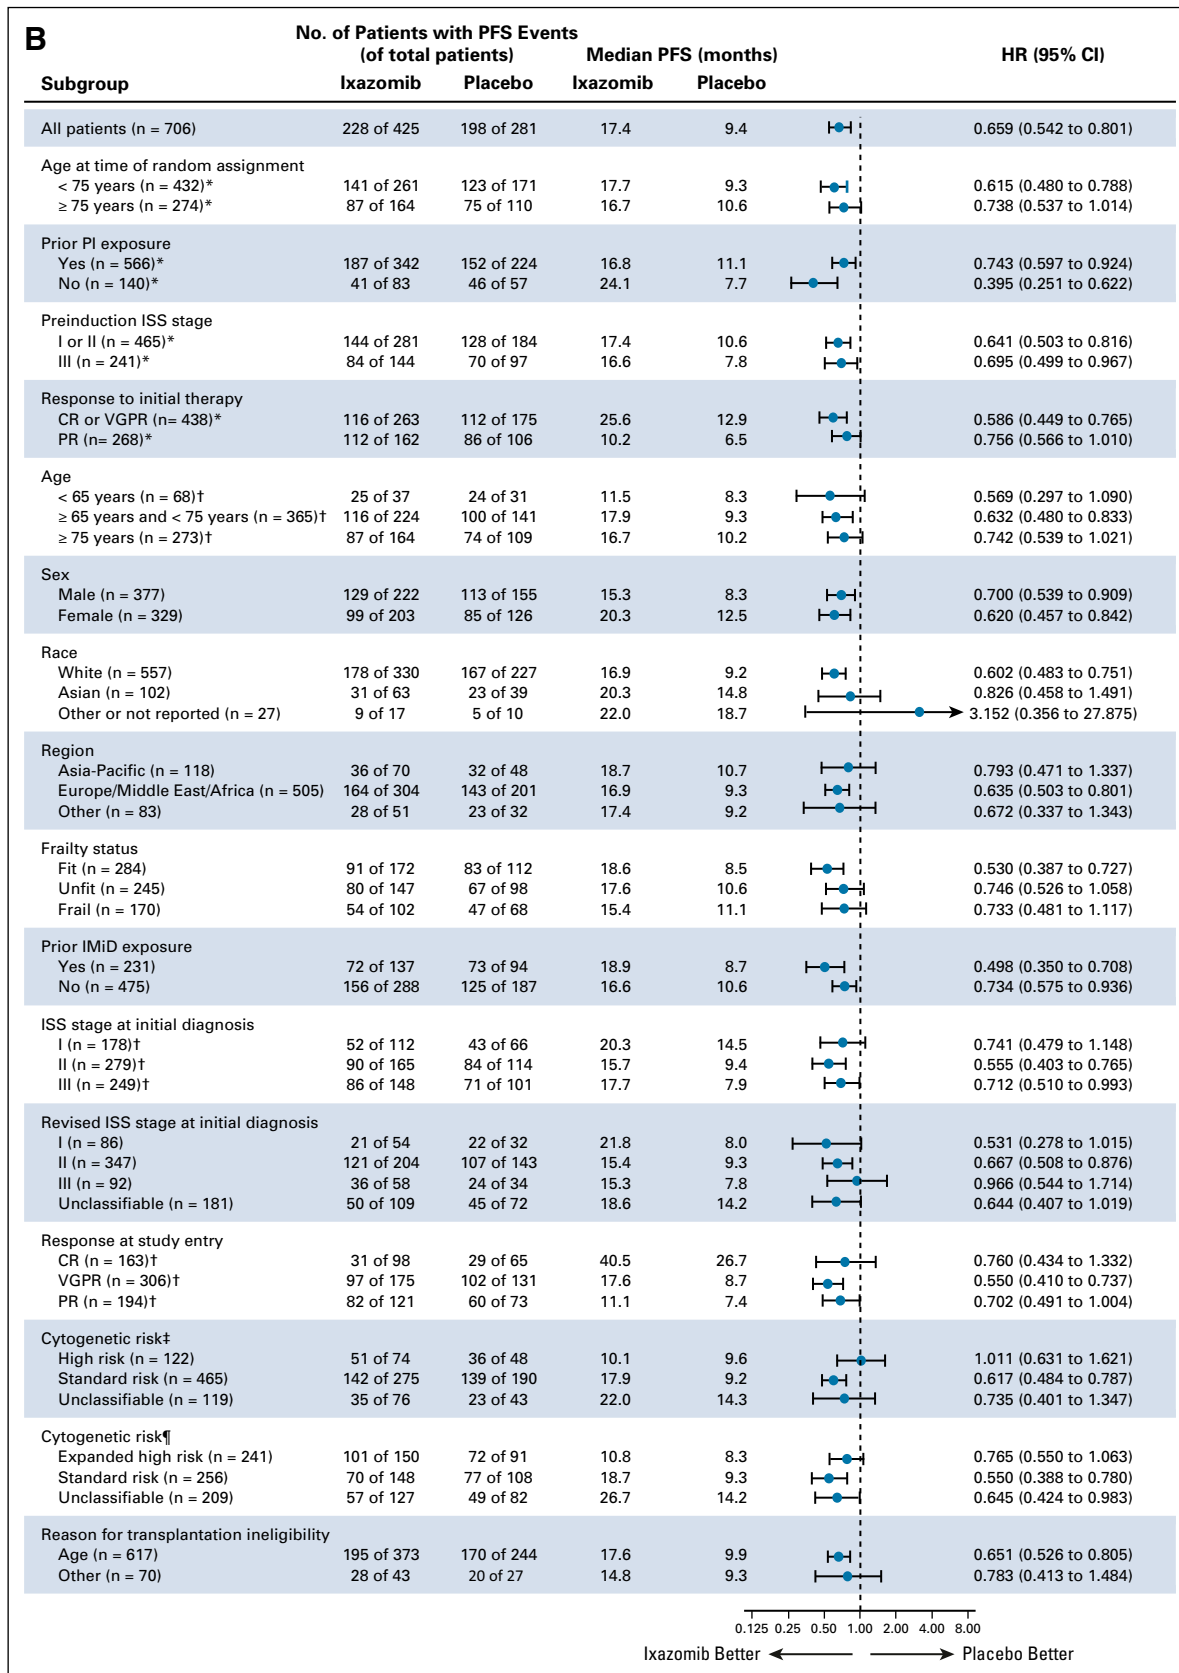 B
No. of Patients with PFS Events
(of total patients) Median PFS (months) HR (95% CI)
Subgroup Ixazomib Placebo Ixazomib Placebo
All patients (n = 706) 228 of 425 198 of 281 17.4 9.4 0.659 (0.542 to 0.801)
Age at time of random assignment
< 75 years (n = 432)* 141 of 261 123 of 171 17.7 9.3 0.615 (0.480 to 0.788)
≥ 75 years (n = 274)* 87 of 164 75 of 110 16.7 10.6 0.738 (0.537 to 1.014)
Prior PI exposure
Yes (n = 566)* 187 of 342 152 of 224 16.8 11.1 0.743 (0.597 to 0.924)
No (n = 140)* 41 of 83 46 of 57 24.1 7.7 0.395 (0.251 to 0.622)
Preinduction ISS stage
I or II (n = 465)* 144 of 281 128 of 184 17.4 10.6 0.641 (0.503 to 0.816)
III (n = 241)* 84 of 144 70 of 97 16.6 7.8 0.695 (0.499 to 0.967)
Response to initial therapy
CR or VGPR (n= 438)* 116 of 263 112 of 175 25.6 12.9 0.586 (0.449 to 0.765)
PR (n= 268)* 112 of 162 86 of 106 10.2 6.5 0.756 (0.566 to 1.010)
Age
< 65 years (n = 68)† 25 of 37 24 of 31 11.5 8.3 0.569 (0.297 to 1.090)
≥ 65 years and < 75 years (n = 365)† 116 of 224 100 of 141 17.9 9.3 0.632 (0.480 to 0.833)
≥ 75 years (n = 273)† 87 of 164 74 of 109 16.7 10.2 0.742 (0.539 to 1.021)
Sex
Male (n = 377) 129 of 222 113 of 155 15.3 8.3 0.700 (0.539 to 0.909)
Female (n = 329) 99 of 203 85 of 126 20.3 12.5 0.620 (0.457 to 0.842)
Race
White (n = 557) 178 of 330 167 of 227 16.9 9.2 0.602 (0.483 to 0.751)
Asian (n = 102) 31 of 63 23 of 39 20.3 14.8 0.826 (0.458 to 1.491)
Other or not reported (n = 27) 9 of 17 5 of 10 22.0 18.7 3.152 (0.356 to 27.875)
Region
Asia-Pacific (n = 118) 36 of 70 32 of 48 18.7 10.7 0.793 (0.471 to 1.337)
Europe/Middle East/Africa (n = 505) 164 of 304 143 of 201 16.9 9.3 0.635 (0.503 to 0.801)
Other (n = 83) 28 of 51 23 of 32 17.4 9.2 0.672 (0.337 to 1.343)
Frailty status
Fit (n = 284) 91 of 172 83 of 112 18.6 8.5 0.530 (0.387 to 0.727)
Unfit (n = 245) 80 of 147 67 of 98 17.6 10.6 0.746 (0.526 to 1.058)
Frail (n = 170) 54 of 102 47 of 68 15.4 11.1 0.733 (0.481 to 1.117)
Prior IMiD exposure
Yes (n = 231) 72 of 137 73 of 94 18.9 8.7 0.498 (0.350 to 0.708)
No (n = 475) 156 of 288 125 of 187 16.6 10.6 0.734 (0.575 to 0.936)
ISS stage at initial diagnosis
I (n = 178)† 52 of 112 43 of 66 20.3 14.5 0.741 (0.479 to 1.148)
II (n = 279)† 90 of 165 84 of 114 15.7 9.4 0.555 (0.403 to 0.765)
III (n = 249)† 86 of 148 71 of 101 17.7 7.9 0.712 (0.510 to 0.993)
Revised ISS stage at initial diagnosis
I (n = 86) 21 of 54 22 of 32 21.8 8.0 0.531 (0.278 to 1.015)
II (n = 347) 121 of 204 107 of 143 15.4 9.3 0.667 (0.508 to 0.876)
III (n = 92) 36 of 58 24 of 34 15.3 7.8 0.966 (0.544 to 1.714)
Unclassifiable (n = 181) 50 of 109 45 of 72 18.6 14.2 0.644 (0.407 to 1.019)
Response at study entry
CR (n = 163)† 31 of 98 29 of 65 40.5 26.7 0.760 (0.434 to 1.332)
VGPR (n = 306)† 97 of 175 102 of 131 17.6 8.7 0.550 (0.410 to 0.737)
PR (n = 194)† 82 of 121 60 of 73 11.1 7.4 0.702 (0.491 to 1.004)
Cytogenetic risk‡
High risk (n = 122) 51 of 74 36 of 48 10.1 9.6 1.011 (0.631 to 1.621)
Standard risk (n = 465) 142 of 275 139 of 190 17.9 9.2 0.617 (0.484 to 0.787)
Unclassifiable (n = 119) 35 of 76 23 of 43 22.0 14.3 0.735 (0.401 to 1.347)
Cytogenetic risk¶
Expanded high risk (n = 241) 101 of 150 72 of 91 10.8 8.3 0.765 (0.550 to 1.063)
Standard risk (n = 256) 70 of 148 77 of 108 18.7 9.3 0.550 (0.388 to 0.780)
Unclassifiable (n = 209) 57 of 127 49 of 82 26.7 14.2 0.645 (0.424 to 0.983)
Reason for transplantation ineligibility
Age (n = 617) 195 of 373 170 of 244 17.6 9.9 0.651 (0.526 to 0.805)
Other (n = 70) 28 of 43 20 of 27 14.8 9.3 0.783 (0.413 to 1.484)
0.125 0.25 0.50 1.00 2.00 4.00 8.00
Ixazomib Better Placebo Better